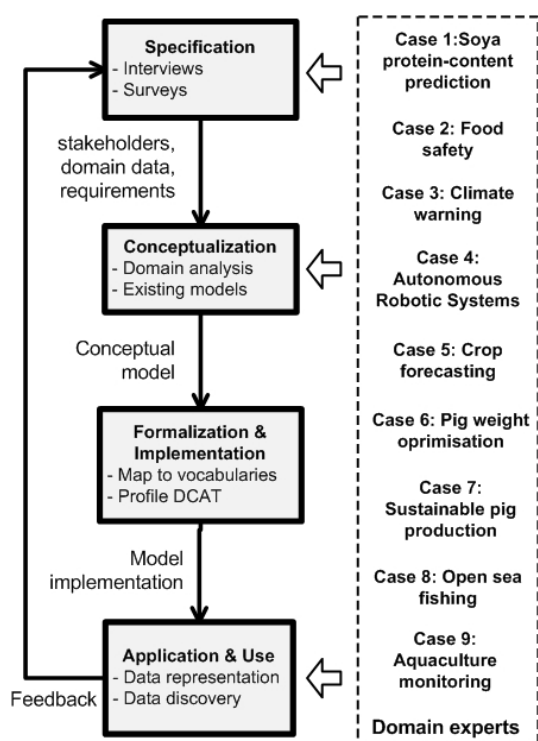 Specification
- Interviews
- Surveys
stakeholders,
domain data,
requirements
Conceptualization
- Domain analysis
- Existing models
Conceptual
model
Formalization &
Implementation
- Map to vocabularies
- Profile DCAT
Model
implementation
Application & Use
- Data representation
- Data discovery
Feedback
Case 1:Soya
protein-content
prediction
Case 2: Food
safety
Case 3: Climate
warning
Case 4:
Autonomous
Robotic Systems
Case 5: Crop
forecasting
Case 6: Pig weight
oprimisation
Case 7:
Sustainable pig
production
Case 8: Open sea
fishing
Case 9:
Aquaculture
monitoring
Domain experts